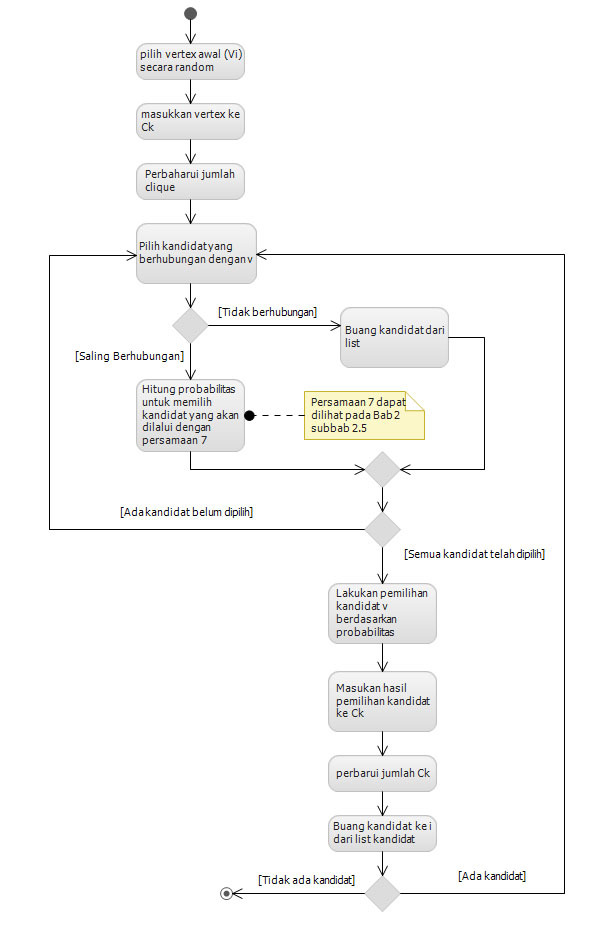 pilih vertex awal (Vi)
secara random
masukkan vertex ke
Ck
Perbaharui jumlah
clique
Pilih kandidat yang
berhubungan dengan v
[Tidak berhubungan]
Buang kandidat dari
list
[Saling Berhubungan]
Hitung probabilitas
untuk memilih
kandidat yang akan
dilalui dengan
persamaan 7
Persamaan 7 dapat
dilihat pada Bab 2
subbab 2.5
[Ada kandidat belum dipilih]
[Semua kandidat telah dipilih]
Lakukan pemilihan
kandidat v
berdasarkan
probabilitas
Masukan hasil
pemilihan kandidat
ke Ck
perbarui jumlah Ck
Buang kandidat ke i
dari list kandidat
[Tidak ada kandidat]
[Ada kandidat]